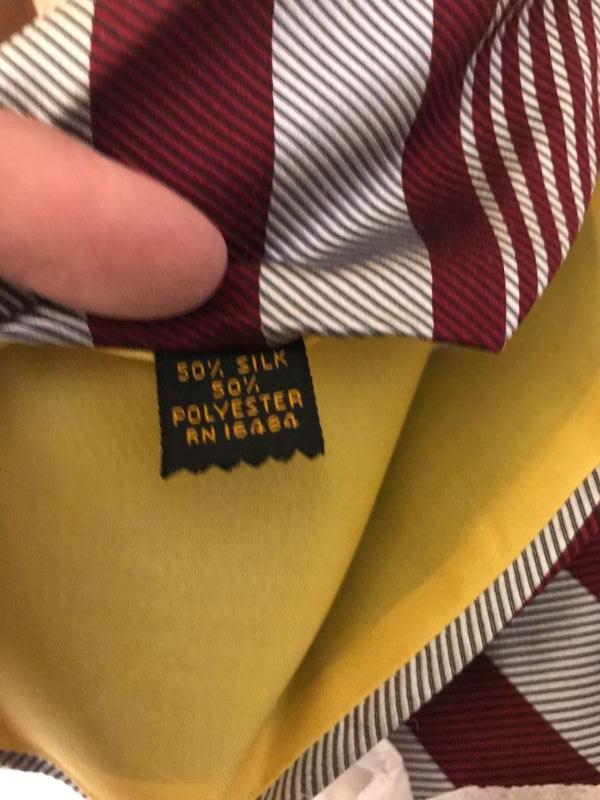 50% SILK
50%
POLYESTER
RN 16484